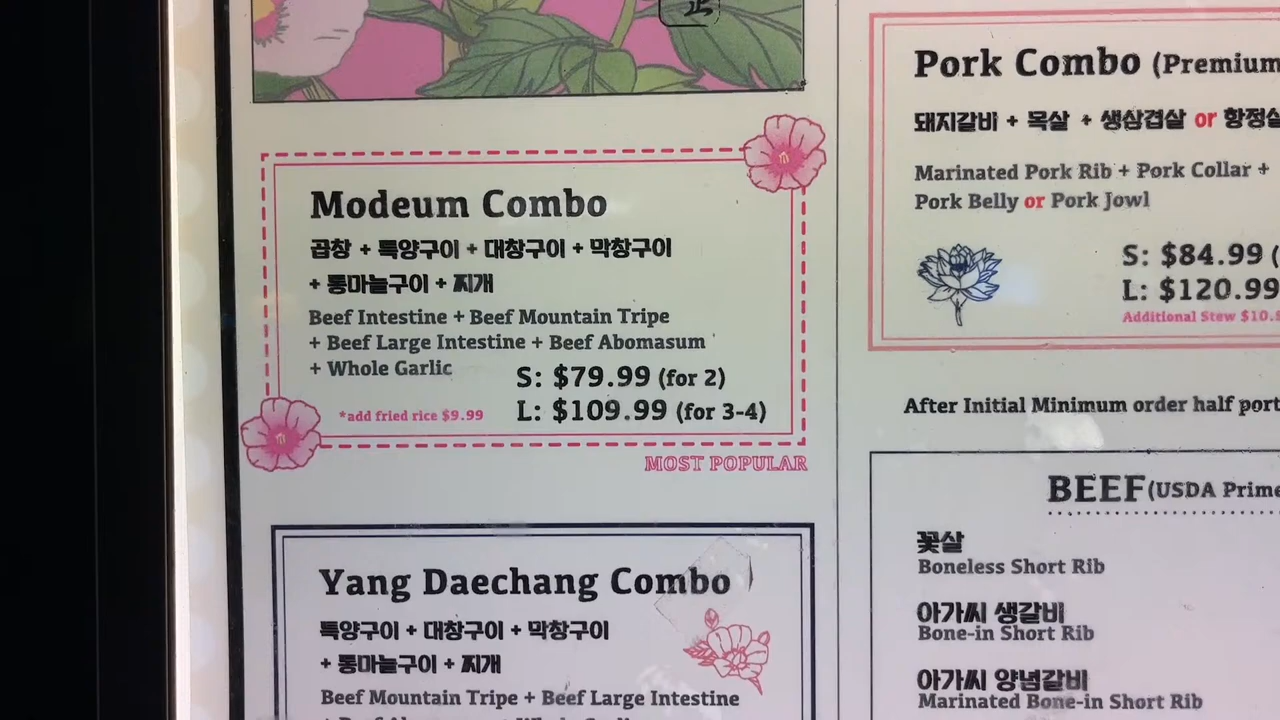 正
Modeum Combo
곱창 + 특양구이 + 대창구이 + 막창구이
+ 통마늘구이 + 찌개
Beef Intestine + Beef Mountain Tripe
+ Beef Large Intestine + Beef Abomasum
+ Whole Garlic
S: $79.99 (for 2)
*add fried rice $9.99
L: $109.99 (for 3-4)
MOST POPULAR
Yang Daechang Combo
특양구이 + 대창구이 + 막창구이
+ 통마늘구이 + 찌개
Beef Mountain Tripe + Beef Large Intestine
Pork Combo (Premium
돼지갈비 + 목살 + 생삼겹살 or 항정살
Marinated Pork Rib + Pork Collar +
Pork Belly or Pork Jowl
S: $84.99 (
L: $120.99
Additional Stew $10.
After Initial Minimum order half port
BEEF (USDA Prime
꽃살
Boneless Short Rib
아가씨 생갈비
Bone-in Short Rib
아가씨 양념갈비
Marinated Bone-in Short Rib